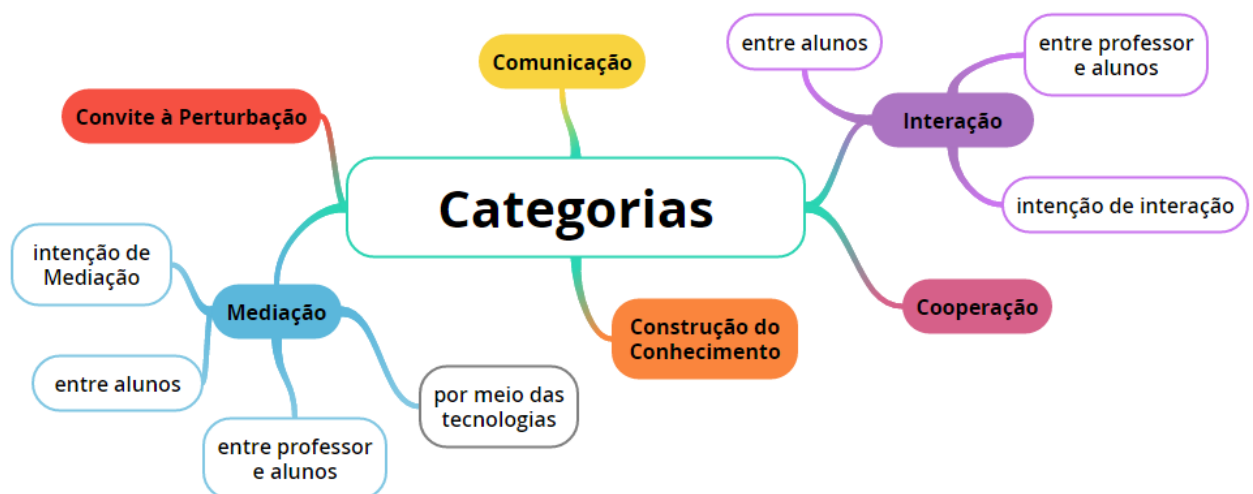 Categorias
Comunicação
Convite à Perturbação
Mediação
intenção de
Mediação
entre alunos
entre professor
e alunos
por meio das
tecnologias
Construção do
Conhecimento
Interação
entre alunos
entre professor
e alunos
intenção de interação
Cooperação